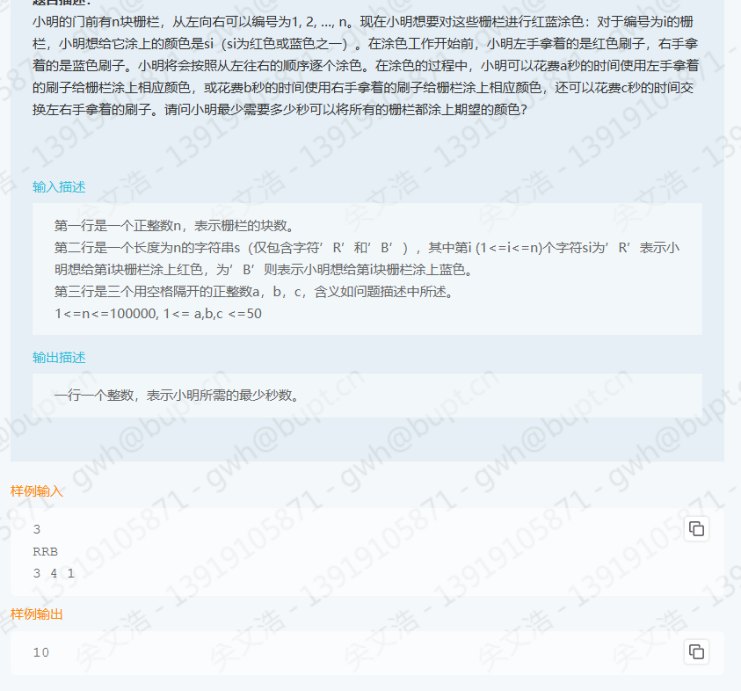 题目描述:
小明的门前有n块栅栏，从左向右可以编号为1, 2, ..., n。现在小明想要对这些栅栏进行红蓝涂色：对于编号为i的栅
栏，小明想给它涂上的颜色是si（si为红色或蓝色之一）。在涂色工作开始前，小明左手拿着的是红色刷子，右手拿
着的是蓝色刷子。小明将会按照从左往右的顺序逐个涂色。在涂色的过程中，小明可以花费a秒的时间使用左手拿着
的刷子给栅栏涂上相应颜色，或花费b秒的时间使用右手拿着的刷子给栅栏涂上相应颜色，还可以花费c秒的时间交
换左右手拿着的刷子。请问小明最少需要多少秒可以将所有的栅栏都涂上期望的颜色?
输入描述
第一行是一个正整数n，表示栅栏的块数。
第二行是一个长度为n的字符串s（仅包含字符’R’和’B’），其中第i (1<=i<=n)个字符si为’R’表示小
明想给第i块栅栏涂上红色，为’B’则表示小明想给第i块栅栏涂上蓝色。
第三行是三个用空格隔开的正整数a，b，c，含义如问题描述中所述。
1<=n<=100000, 1<= a,b,c <=50
输出描述
一行一个整数，表示小明所需的最少秒数。
样例输入
3
RRB
3 4 1
样例输出
10